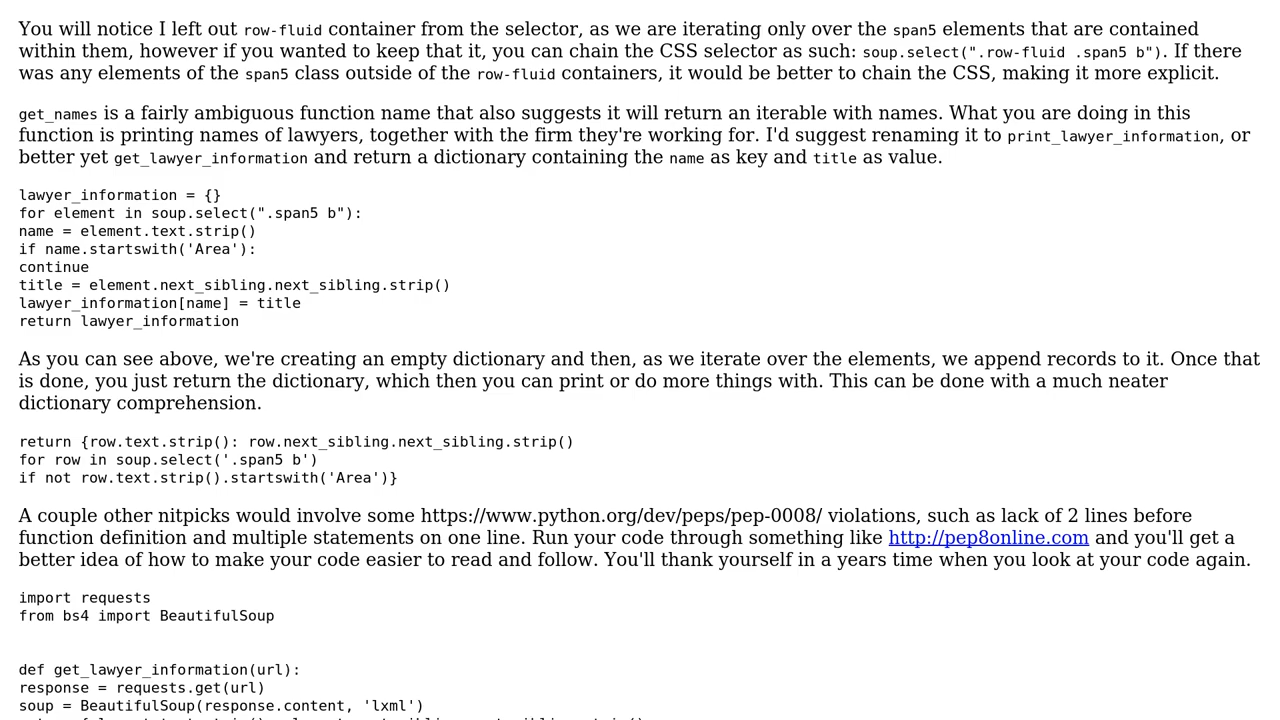 You will notice I left out row-fluid container from the selector, as we are iterating only over the span5 elements that are contained
within them, however if you wanted to keep that it, you can chain the CSS selector as such: soup.select(".row-fluid .span5 b"). If there
was any elements of the span5 class outside of the row-fluid containers, it would be better to chain the CSS, making it more explicit.
get_names is a fairly ambiguous function name that also suggests it will return an iterable with names. What you are doing in this
function is printing names of lawyers, together with the firm they're working for. I'd suggest renaming it to print_lawyer_information, or
better yet get_lawyer_information and return a dictionary containing the name as key and title as value.
lawyer_information = {}
for element in soup.select(".span5 b"):
name = element.text.strip()
if name.startswith('Area'):
continue
title = element.next_sibling.next_sibling.strip()
lawyer_information[name] = title
return lawyer_information
As you can see above, we're creating an empty dictionary and then, as we iterate over the elements, we append records to it. Once that
is done, you just return the dictionary, which then you can print or do more things with. This can be done with a much neater
dictionary comprehension.
return {row.text.strip(): row.next_sibling.next_sibling.strip()
for row in soup.select('.span5 b')
if not row.text.strip().startswith('Area')}
A couple other nitpicks would involve some https://www.python.org/dev/peps/pep-0008/ violations, such as lack of 2 lines before
function definition and multiple statements on one line. Run your code through something like http://pep8online.com and you'll get a
better idea of how to make your code easier to read and follow. You'll thank yourself in a years time when you look at your code again.
import requests
from bs4 import BeautifulSoup
def get_lawyer_information(url):
response = requests.get(url)
soup = BeautifulSoup(response.content, 'lxml')